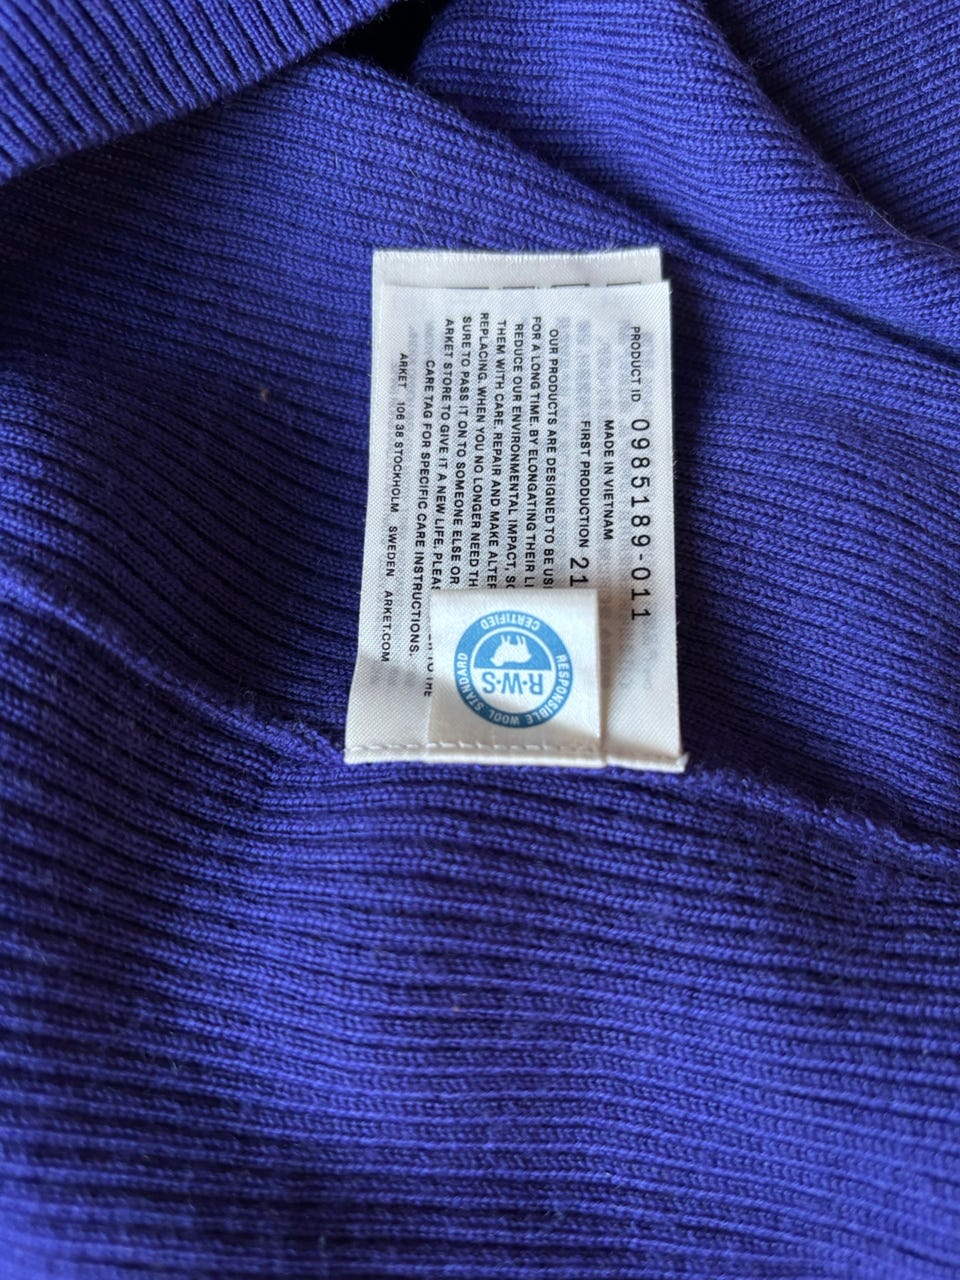 PRODUCT ID 0985189-011
MADE IN VIETNAM
FIRST PRODUCTION 21
OUR PRODUCTS ARE DESIGNED TO BE
FOR A LONG TIME. BY ELONGATING THEIR
REDUCE OUR ENVIRONMENTAL IMPACT,
THEM WITH CARE. REPAIR AND MAKE
REPLACING. WHEN YOU NO LONGER NEED
SURE TO PASS IT ON TO SOMEONE ELSE OR
ARKET STORE TO GIVE IT A NEW LIFE.
CARE TAG FOR SPECIFIC CARE INSTRUCTIONS.
ARKET 106 38 STOCKHOLM SWEDEN ARKET.COM
CERTIFIED
R·W·S
RESPONSIBLE WOOL STANDARD